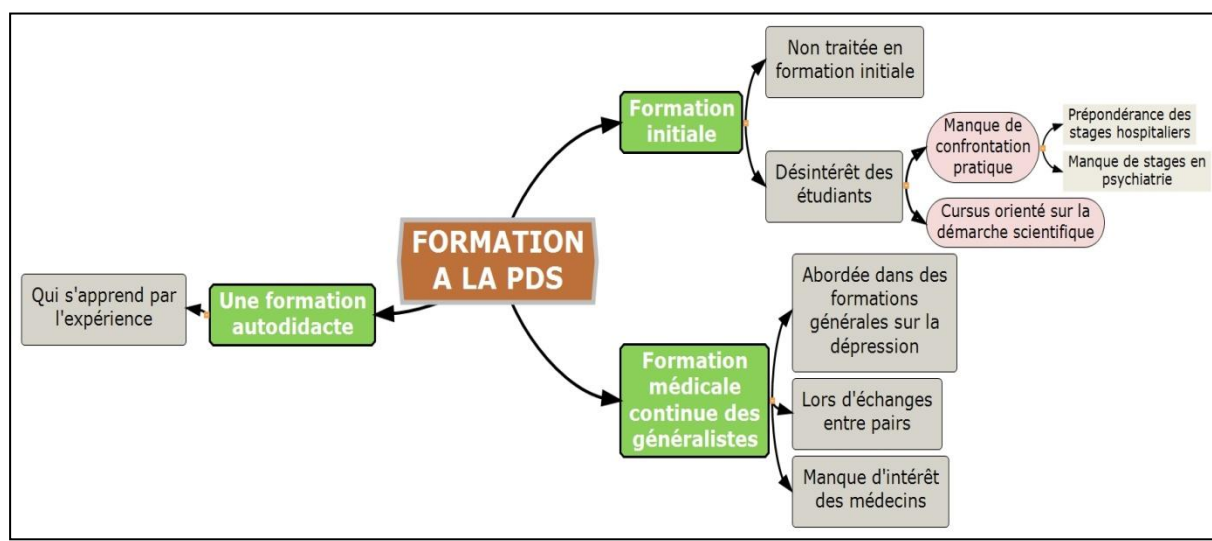 Non traitée en
formation initiale
Formation
initiale
Manque de
confrontation
pratique
Prépondérance des
stages hospitaliers
Manque de stages en
psychiatrie
Désintérêt des
étudiants
Cursus orienté sur la
démarche scientifique
FORMATION
A LA PDS
Qui s'apprend par
l'expérience
Une formation
autodidacte
Abordée dans des
formations
générales sur la
dépression
Formation
médicale
continue des
généralistes
Lors d'échanges
entre pairs
Manque d'intérêt
des médecins